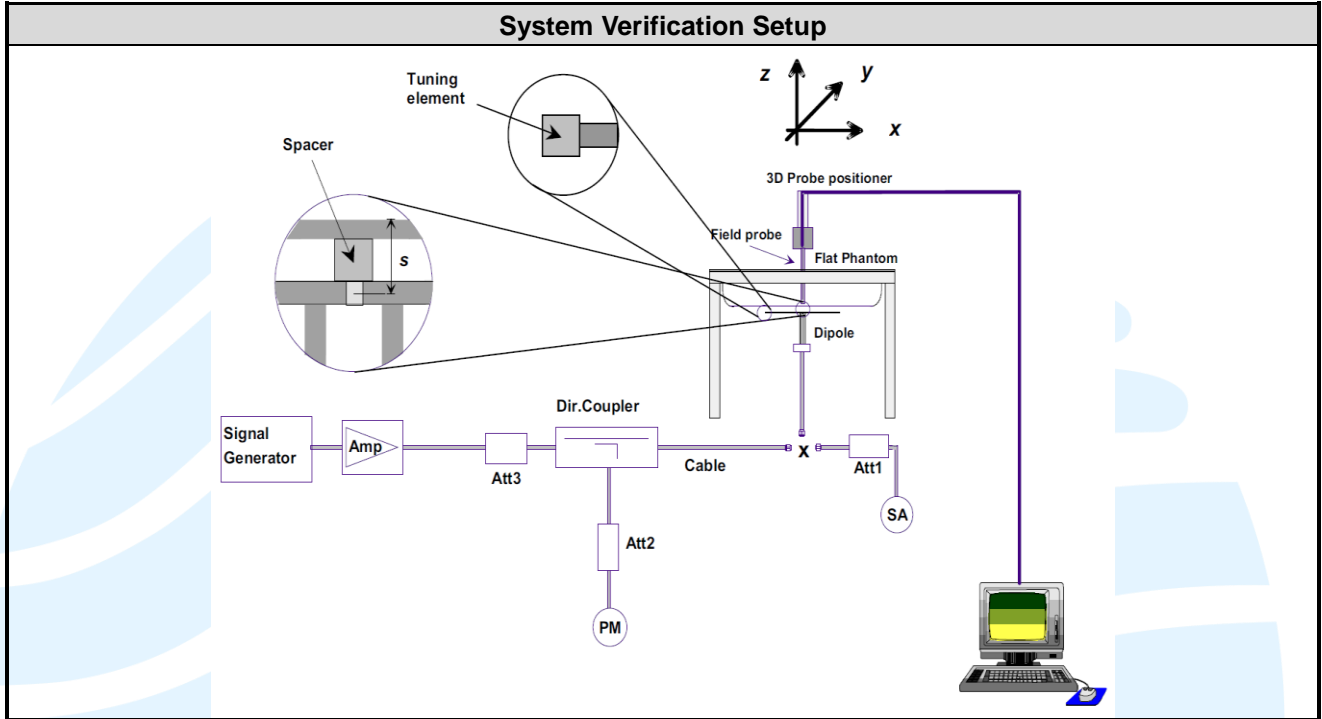 System Verification Setup
Tuning
element
z
y
x
Spacer
3D Probe positioner
s
Field probe
Flat Phantom
Dipole
Dir.Coupler
Signal
Generator
Amp
Att3
Cable
X
Att1
SA
Att2
PM